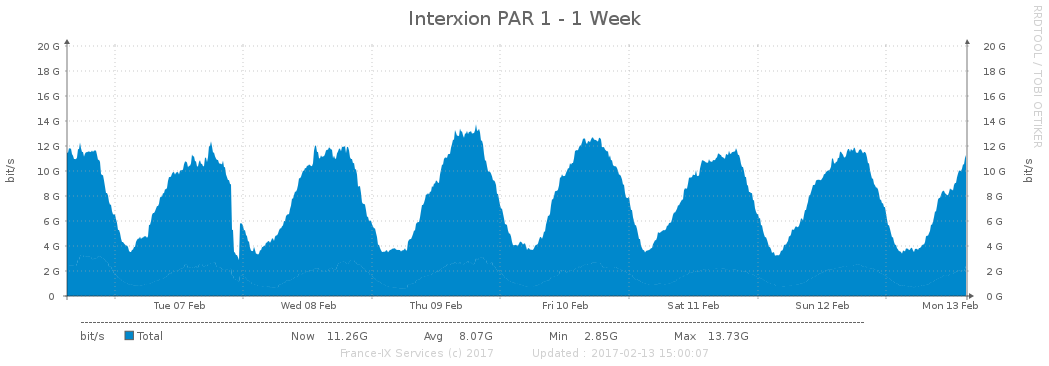 Interxion PAR 1 - 1 Week
RRDTOOL / TOBI OETIKER
20 G 20 G
18 G 18 G
16 G 16 G
14 G 14 G
12 G 12 G
10 G 10 G
8 G 8 G
6 G 6 G
4 G 4 G
2 G 2 G
0 0 G
bit/s
bit/s
Tue 07 Feb Wed 08 Feb Thu 09 Feb Fri 10 Feb Sat 11 Feb Sun 12 Feb Mon 13 Feb
bit/s Total Now 11.26G Avg 8.07G Min 2.85G Max 13.73G
France-IX Services (c) 2017 Updated : 2017-02-13 15:00:07